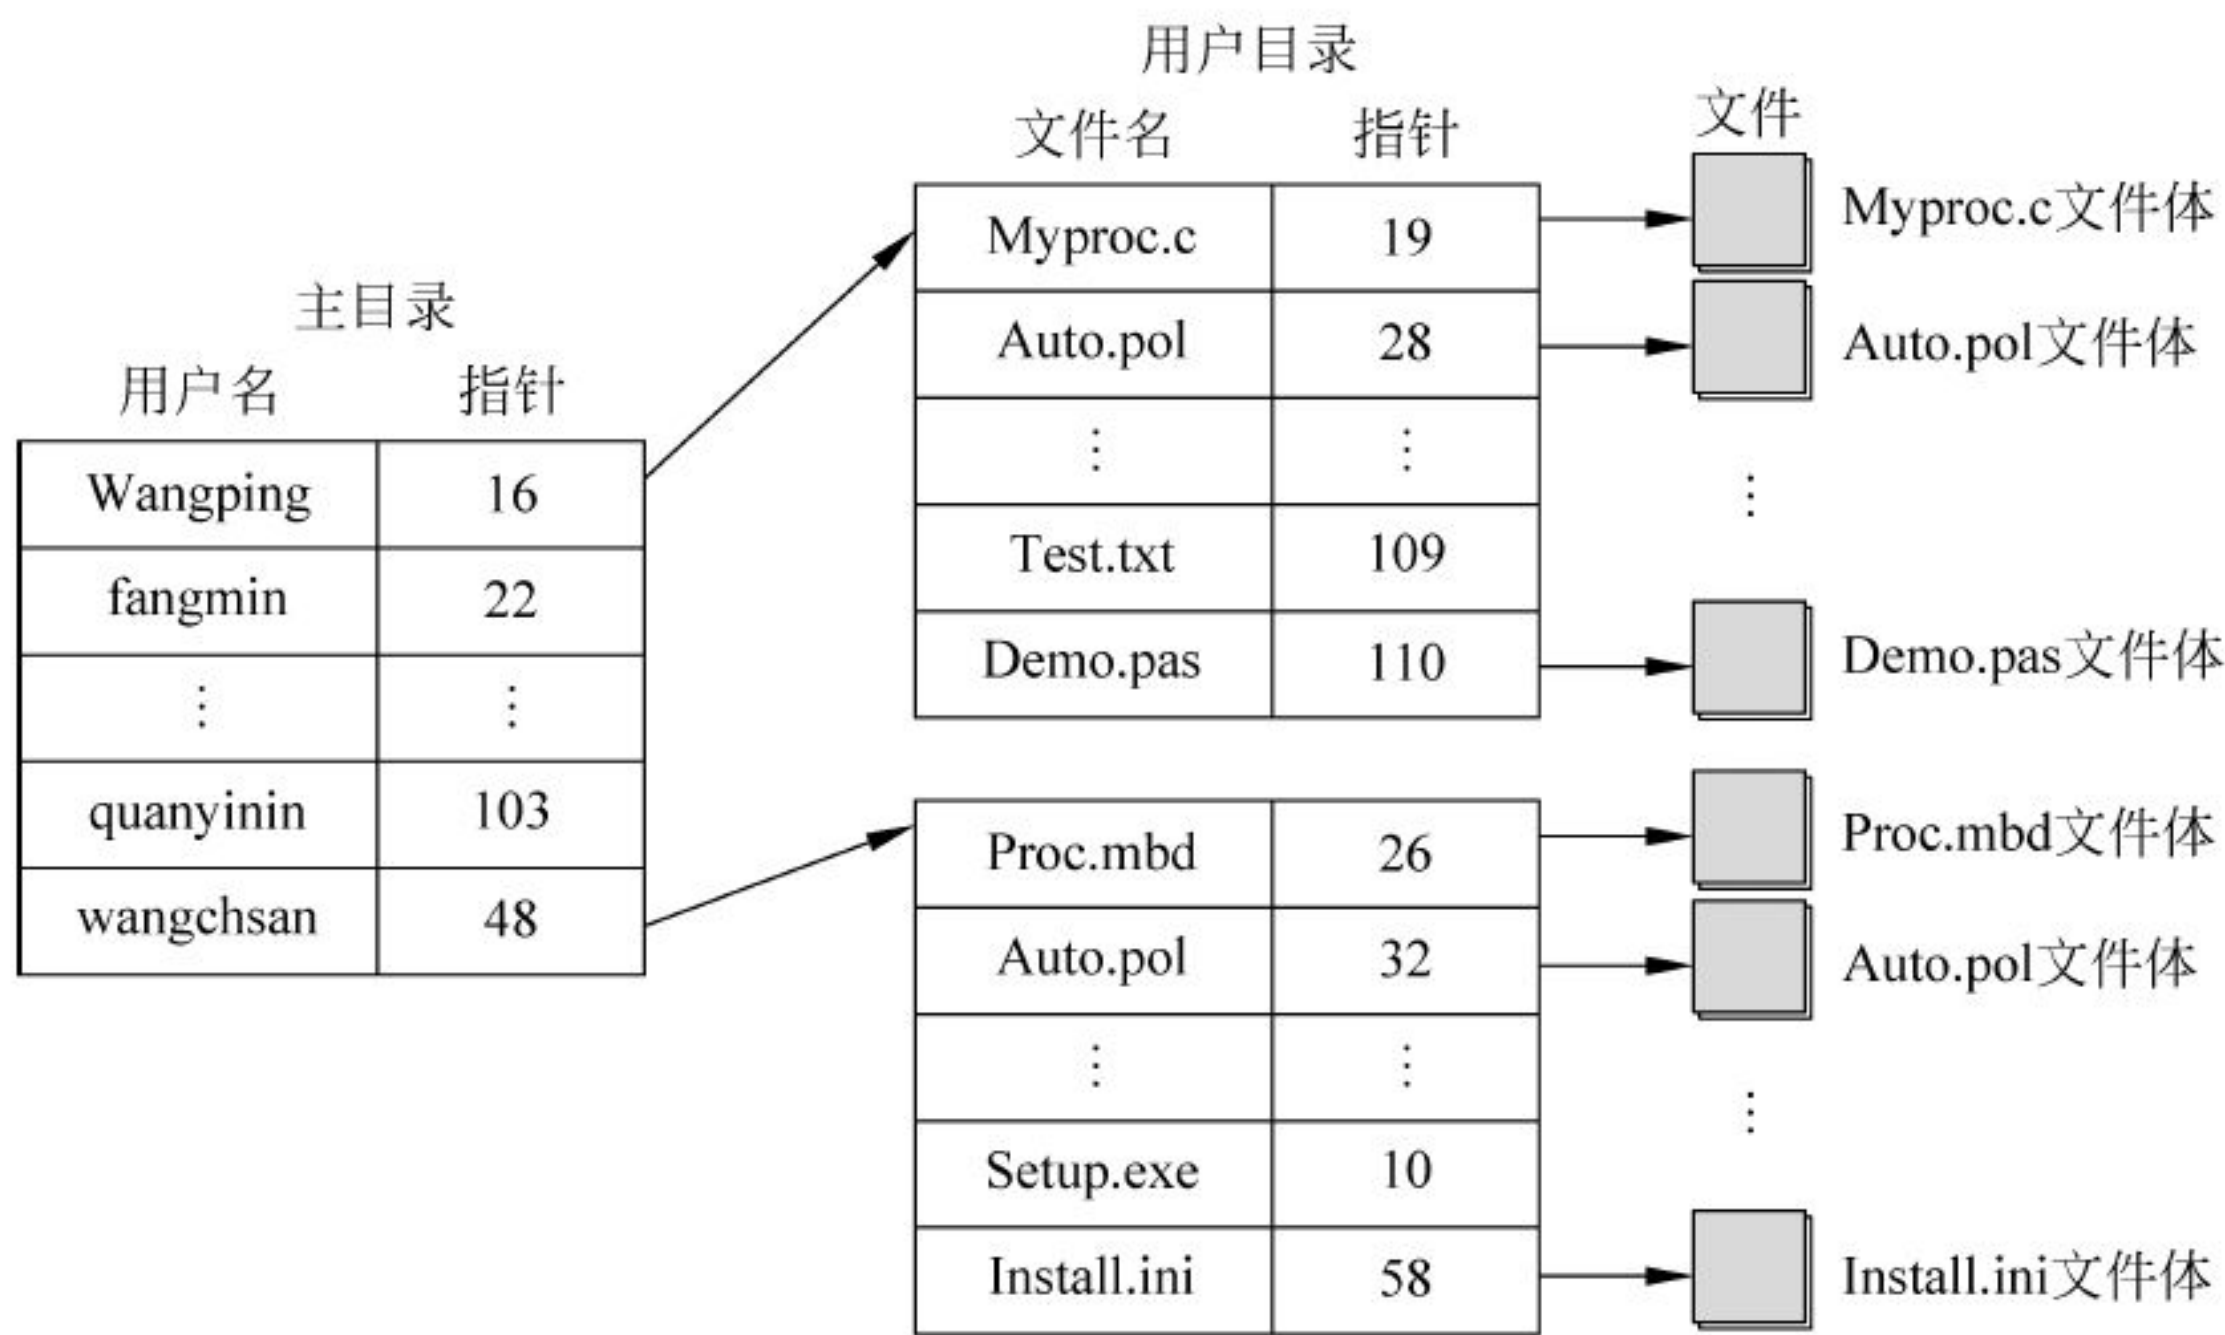 用户目录
文件名 指针 文件
Myproc.c 19 Myproc.c文件体
Auto.pol 28 Auto.pol文件体
⋮ ⋮ ⋮
Test.txt 109
Demo.pas 110 Demo.pas文件体
主目录
用户名 指针
Wangping 16
fangmin 22
⋮ ⋮
quanyinin 103
wangchsan 48
Proc.mbd 26 Proc.mbd文件体
Auto.pol 32 Auto.pol文件体
⋮ ⋮ ⋮
Setup.exe 10
Install.ini 58 Install.ini文件体